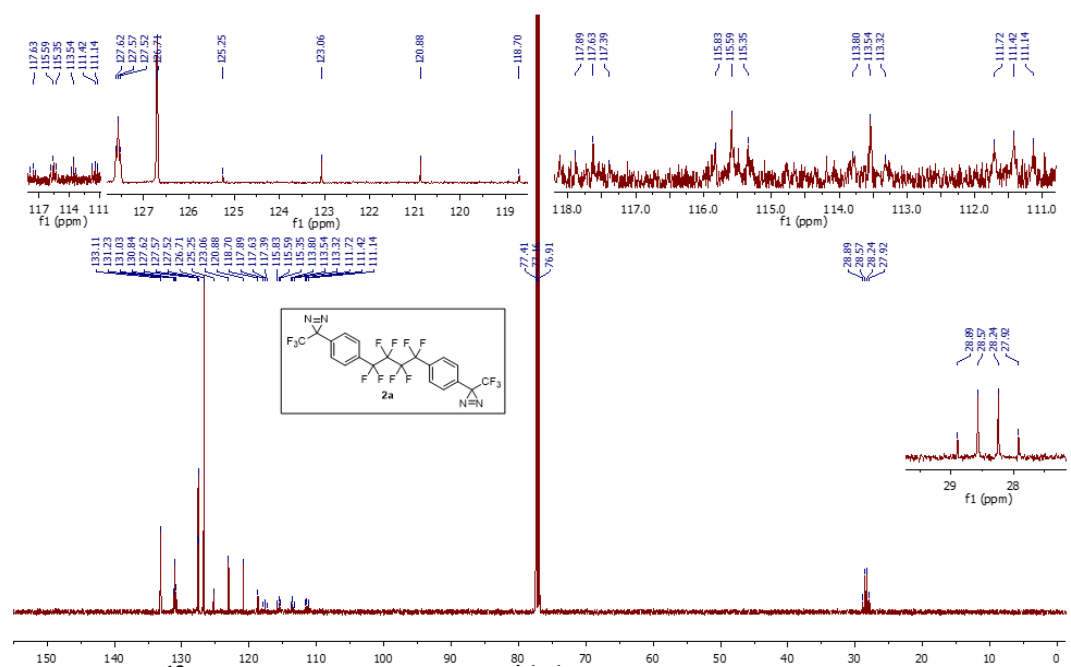 117.63 115.59 115.35 113.54 111.42 111.14
127.62 127.57 127.52 126.71 125.25 123.06 120.88 118.70
117.89 117.63 117.39 115.83 115.59 115.35 113.80 113.54 113.32 111.72 111.42 111.14
117 114 111
f1 (ppm)
127 126 125 124 123 122 121 120 119
f1 (ppm)
118.0 117.0 116.0 115.0 114.0 113.0 112.0 111.0
f1 (ppm)
133.11 131.23 131.03 130.84 127.62 127.57 127.52 126.71 125.25 123.06 120.88 118.70 117.89 117.63 117.39 115.83 115.59 115.35 113.80 113.54 113.32 111.72 111.42 111.14
77.41 77.16 76.91
28.89 28.57 28.24 27.92
N=N
F3C
F F F F
F F F F
CF3
N=N
2a
28.89 28.57 28.24 27.92
29 28
f1 (ppm)
150 140 130 120 110 100 90 80 70 60 50 40 30 20 10 0